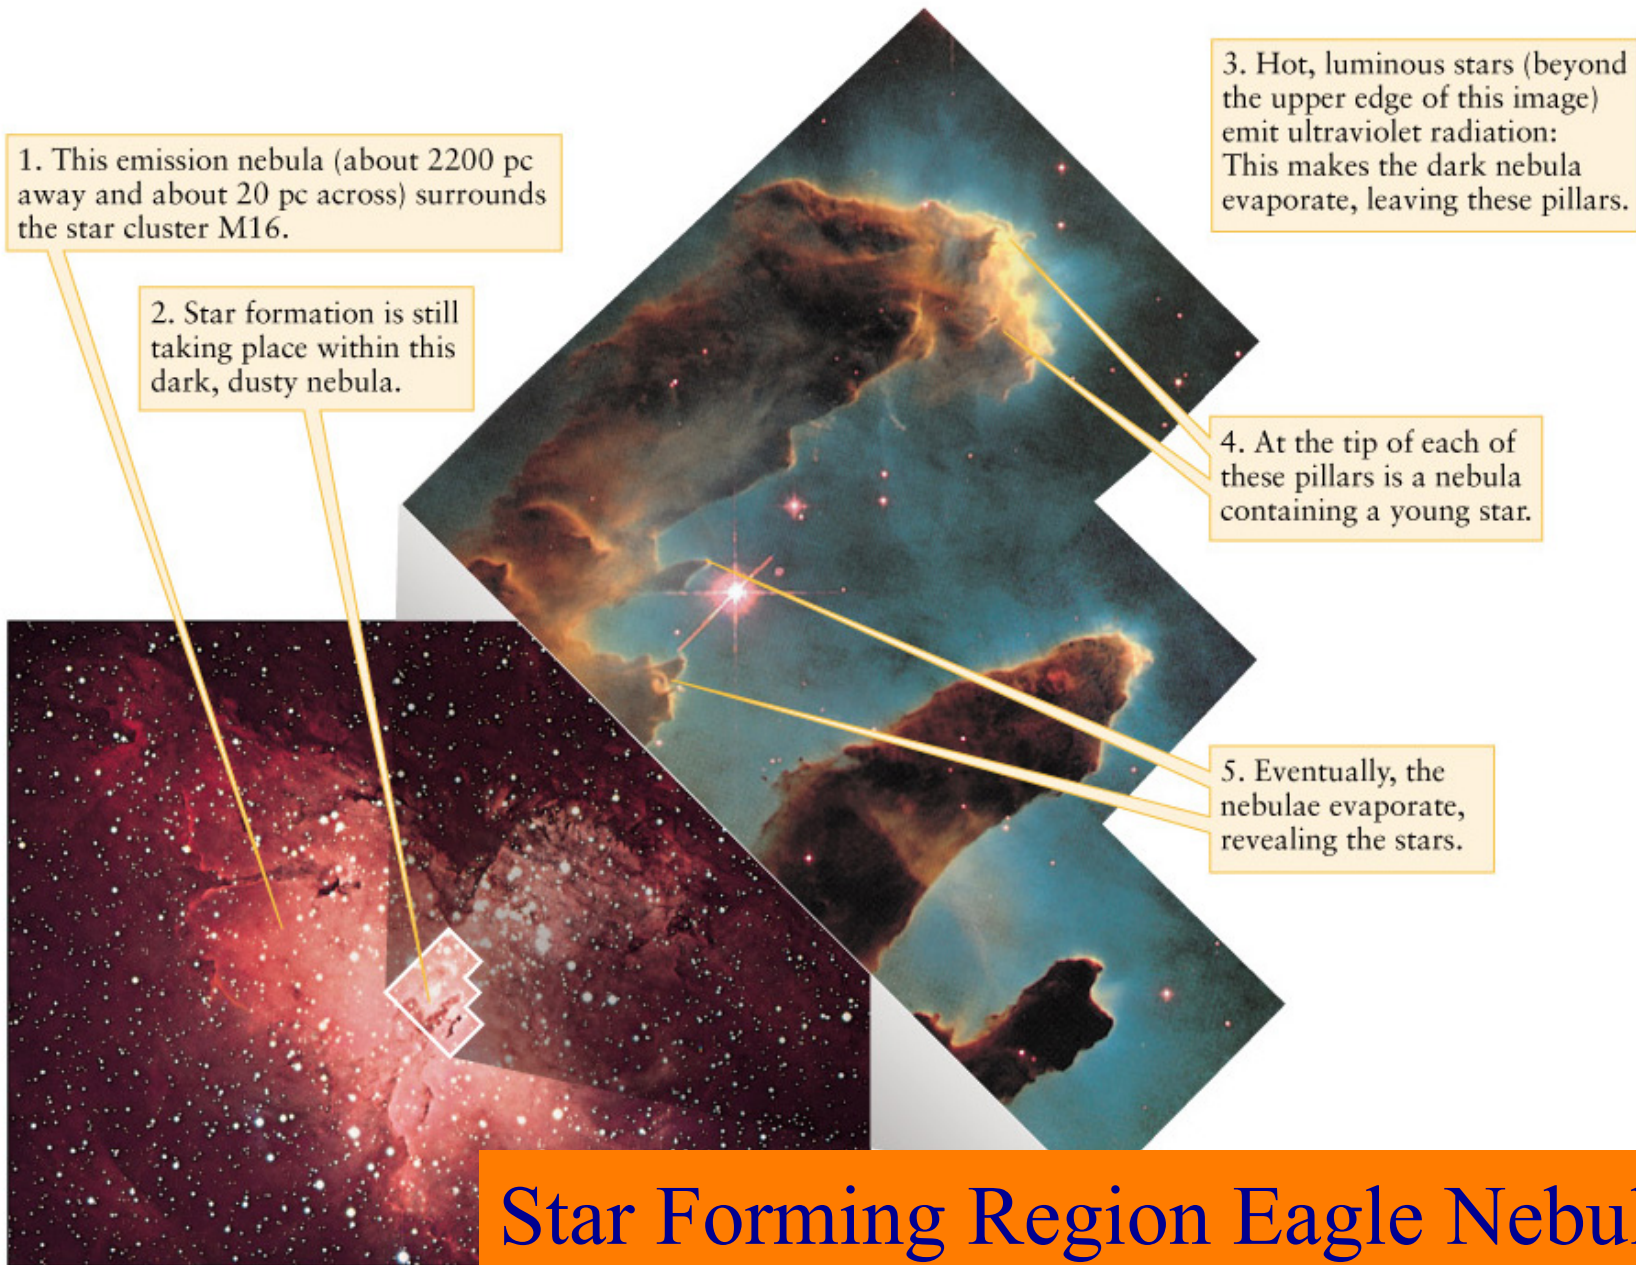 1. This emission nebula (about 2200 pc
away and about 20 pc across) surrounds
the star cluster M16.
2. Star formation is still
taking place within this
dark, dusty nebula.
3. Hot, luminous stars (beyond
the upper edge of this image)
emit ultraviolet radiation:
This makes the dark nebula
evaporate, leaving these pillars.
4. At the tip of each of
these pillars is a nebula
containing a young star.
5. Eventually, the
nebulae evaporate,
revealing the stars.
Star Forming Region Eagle Nebul